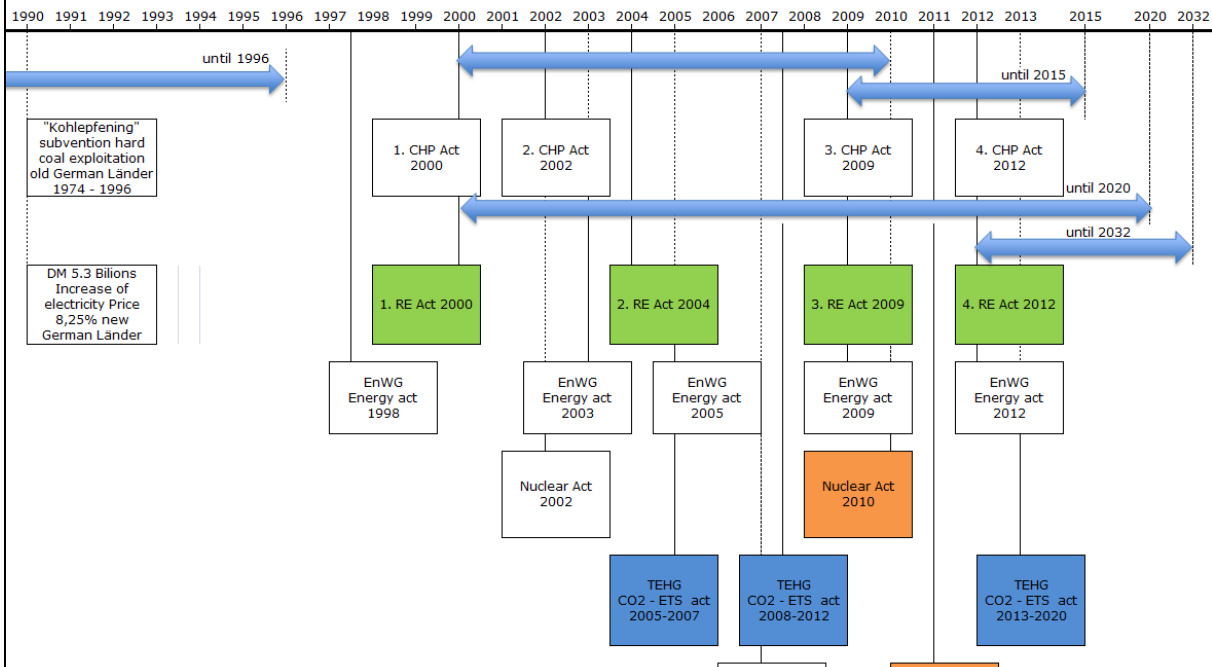 1990 1992 1993 1994 1995 1996 1997 1998 1999 2000 2002 2003 2004 2005 2006 2007 2008 2009 2010 2011 2012 2013 2015 2020 2032
until 1996
until 2015
"Kohlepfening"
subvention hard
coal exploitation
old German Länder
1974 - 1996
1. CHP Act
2000
2. CHP Act
2002
3. CHP Act
2009
4. CHP Act
2012
until 2020
until 2032
DM 5.3 Bilions
Increase of
electricity Price
8,25% new
German Länder
1. RE Act 2000
2. RE Act 2004
3. RE Act 2009
4. RE Act 2012
EnWG
Energy act
1998
EnWG
Energy act
2003
EnWG
Energy act
2005
EnWG
Energy act
2009
EnWG
Energy act
2012
Nuclear Act
2002
Nuclear Act
2010
TEHG
CO2 - ETS act
2005-2007
TEHG
CO2 - ETS act
2008-2012
TEHG
CO2 - ETS act
2013-2020